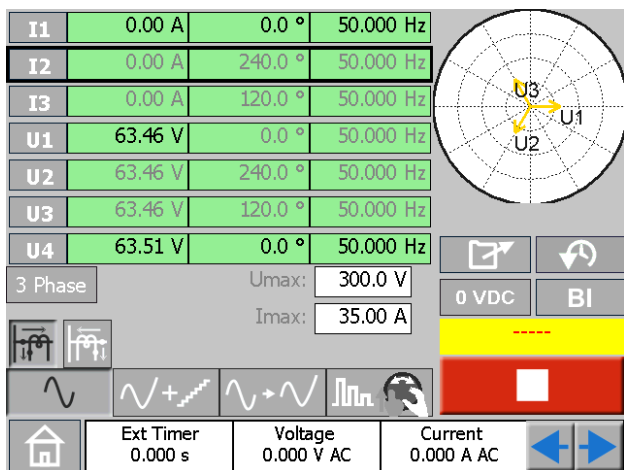 I1 0.00 A 0.0 ° 50.000 Hz
I2 0.00 A 240.0 ° 50.000 Hz
I3 0.00 A 120.0 ° 50.000 Hz
U1 63.46 V 0.0 ° 50.000 Hz
U2 63.46 V 240.0 ° 50.000 Hz
U3 63.46 V 120.0 ° 50.000 Hz
U4 63.51 V 0.0 ° 50.000 Hz
U3
U1
U2
3 Phase
Umax: 300.0 V
Imax: 35.00 A
0 VDC
BI
-----
Ext Timer
0.000 s
Voltage
0.000 V AC
Current
0.000 A AC